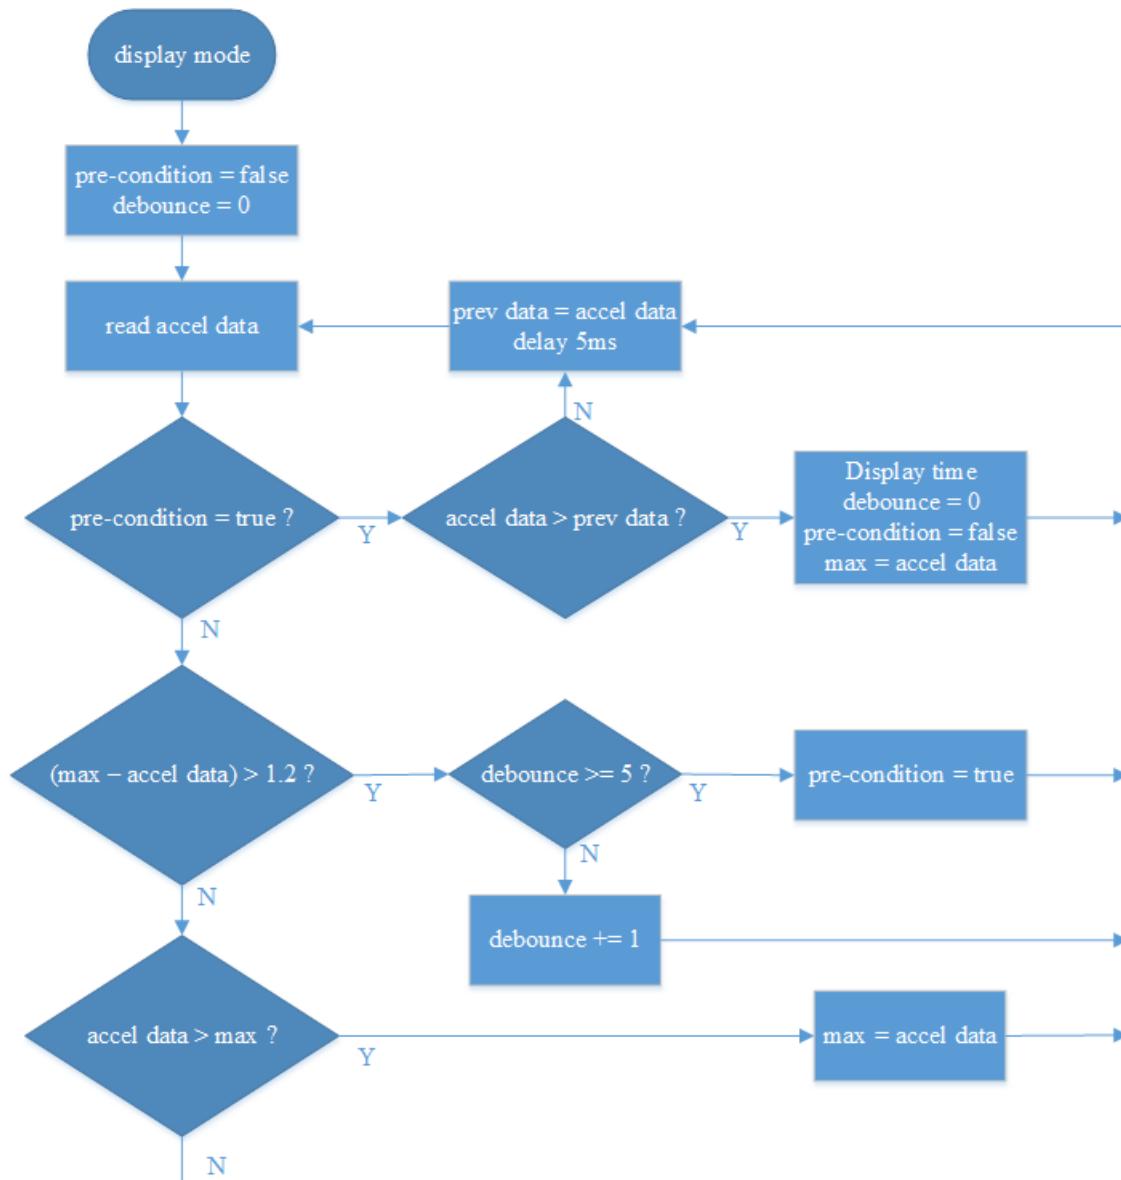 display mode
pre-condition = false
debounce = 0
read accel data
prev data = accel data
delay 5ms
N
pre-condition = true ?
Y
accel data > prev data ?
Y
Display time
debounce = 0
pre-condition = false
max = accel data
N
(max – accel data) > 1.2 ?
Y
debounce >= 5 ?
Y
pre-condition = true
N
N
debounce += 1
accel data > max ?
Y
max = accel data
N